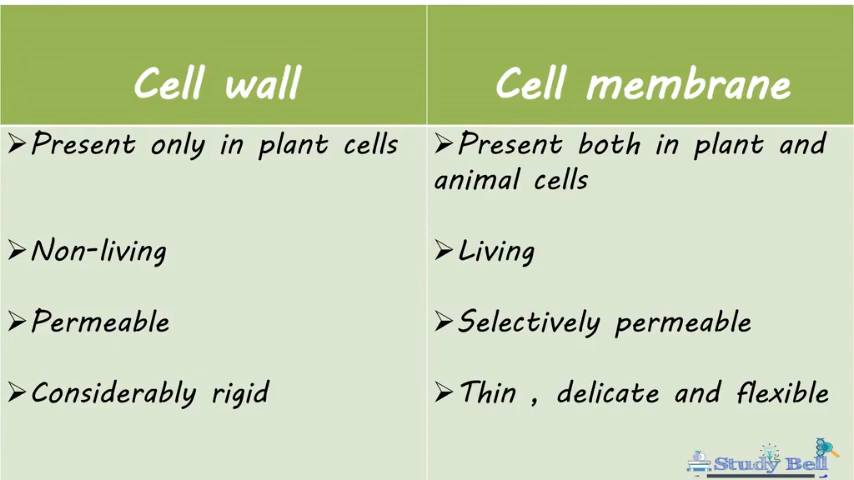 Cell wall
Cell membrane
➢Present only in plant cells
➢Present both in plant and
animal cells
➢Non-living
➢Living
➢Permeable
➢Selectively permeable
➢Considerably rigid
➢Thin , delicate and flexible
Study Bell